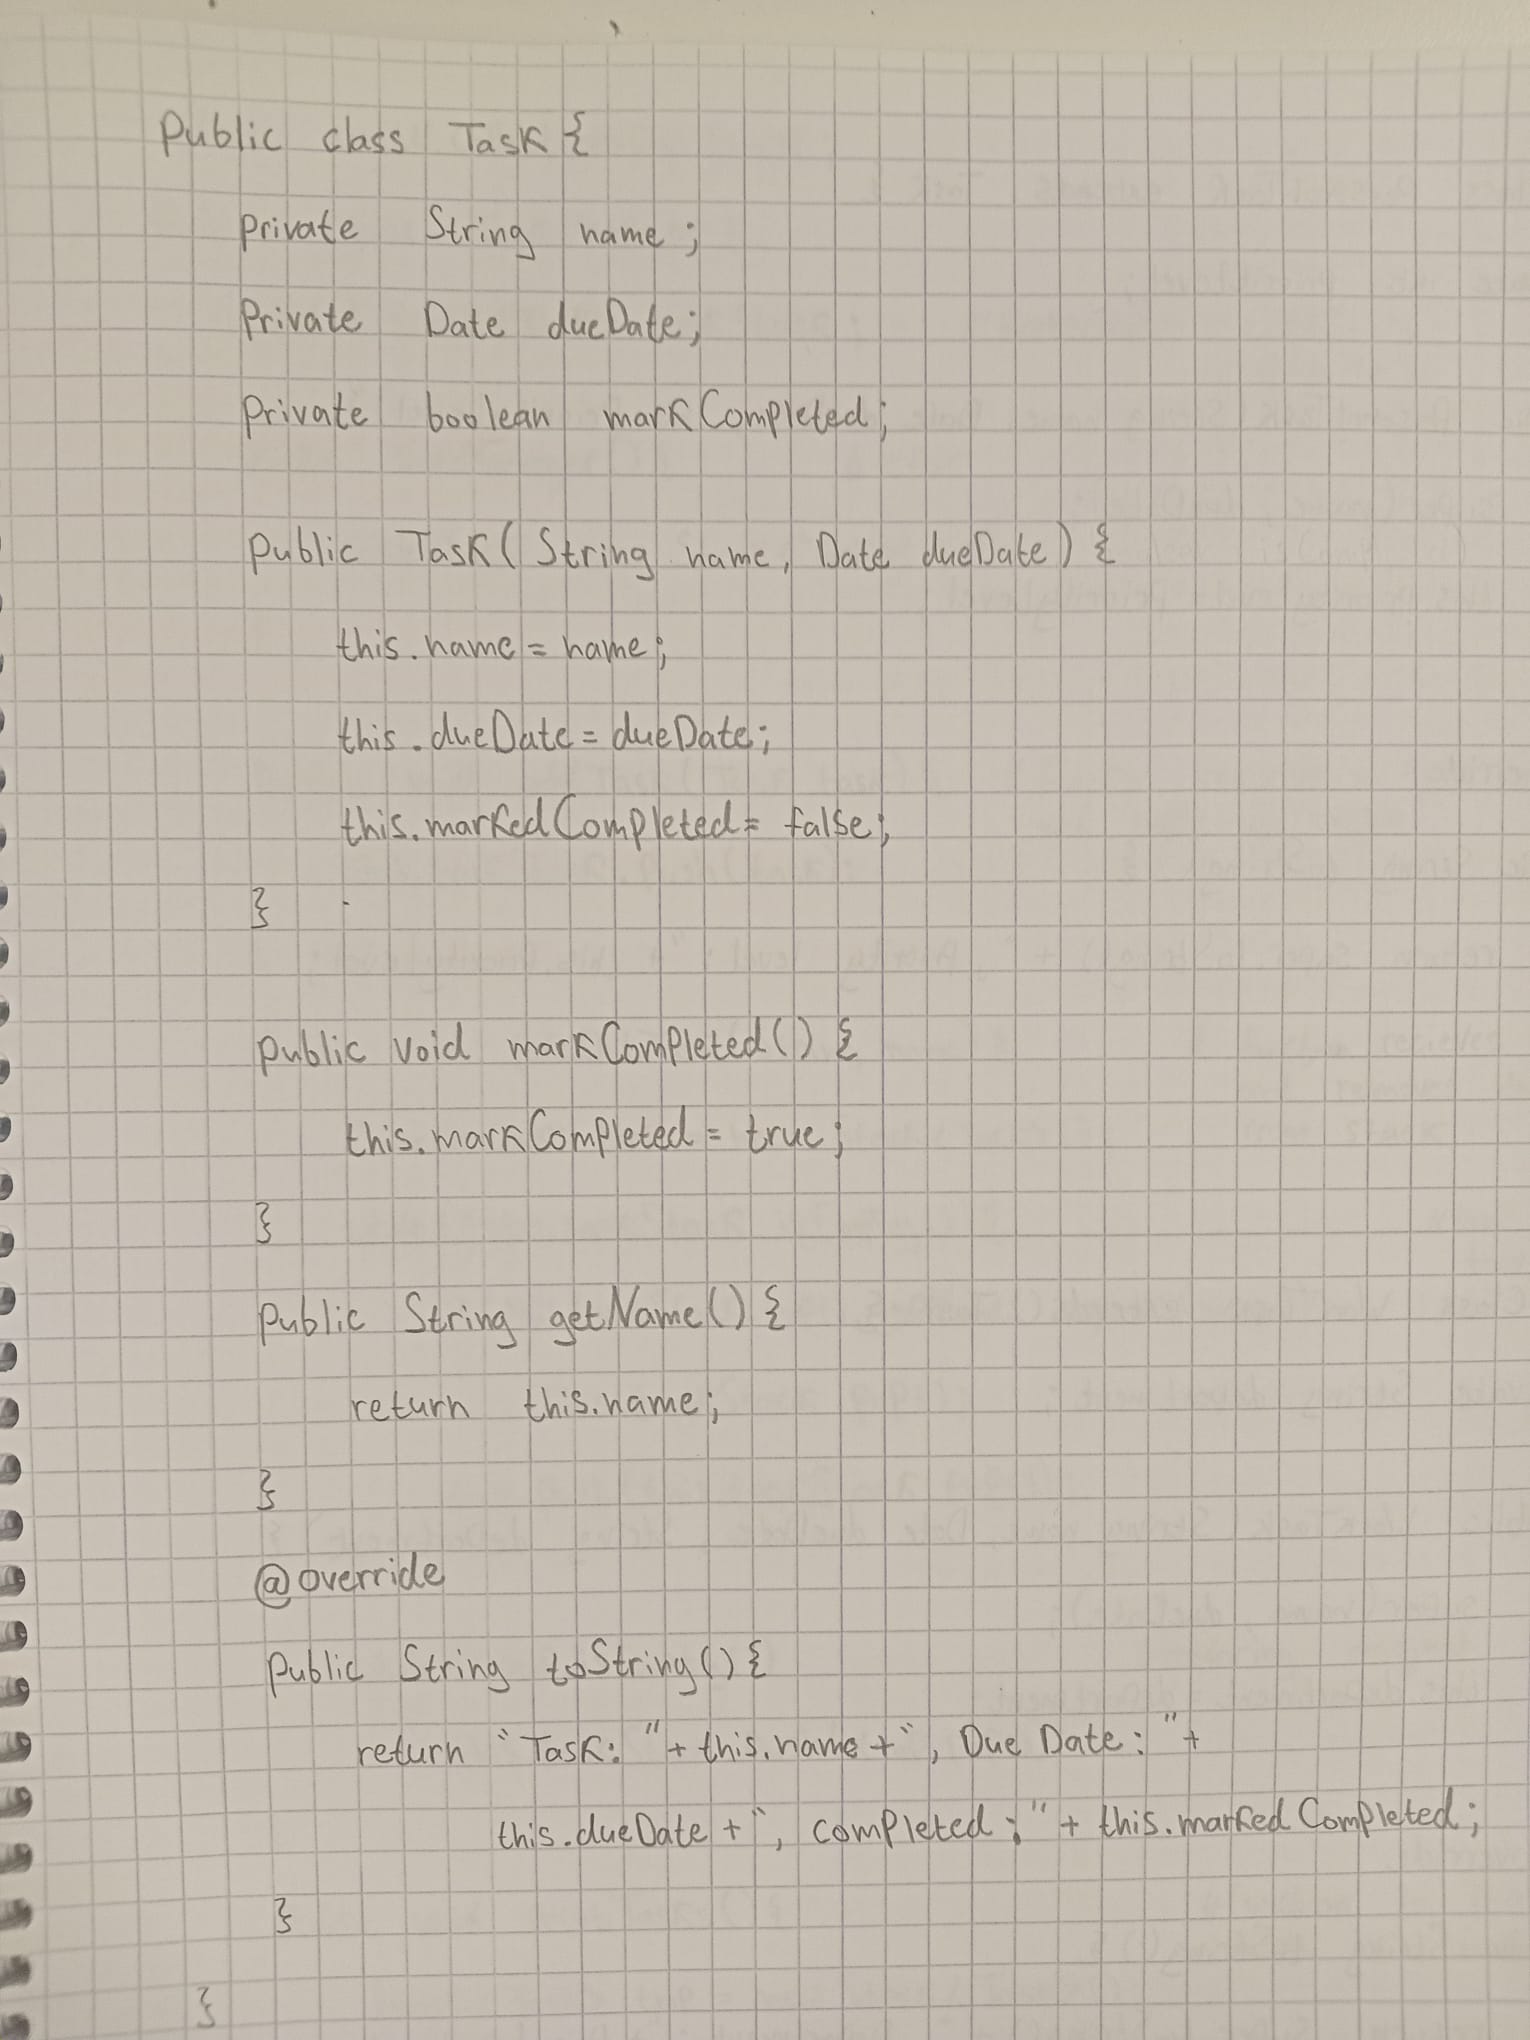 Public class Task {
private String name;
Private Date dueDate;
private boolean markCompleted;
public Task(String name, Date dueDate) {
this.name = name;
this.dueDate = dueDate;
this.markedCompleted = false;
}
public void markCompleted() {
this.markCompleted = true;
}
public String getName() {
return this.name;
}
@override
public String toString() {
return "Task: "+ this.name +", Due Date: "+
this.dueDate +", completed: "+ this.markedCompleted;
}
}